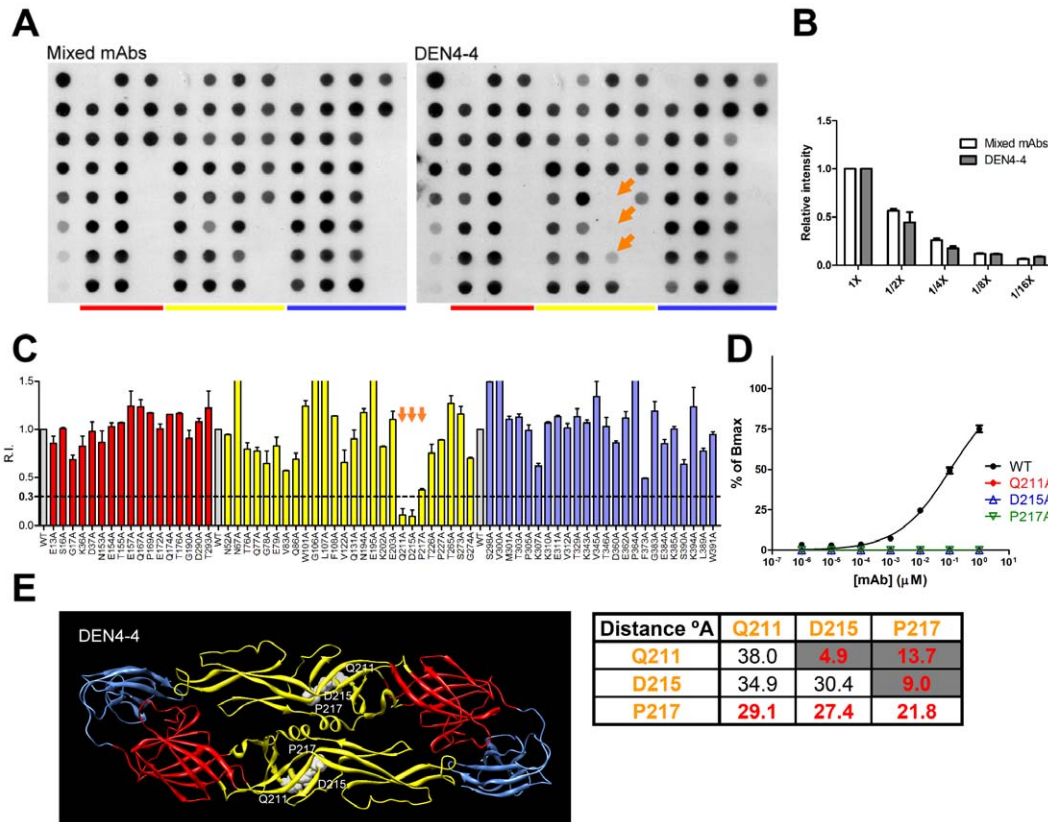 A
Mixed mAbs
DEN4-4
B
Relative intensity
1.5
1.0
0.5
0.0
Mixed mAbs
DEN4-4
1X
1/2X
1/4X
1/8X
1/16X
C
R.I.
1.5
1.0
0.5
0.3
0.0
WT E13A S16A G17A K36A D37A N153A E154A T155A E157A Q167A P169A E172A T176A G190A D290A T293A WT N52A N67A T76A Q77A G78A E79A V83A Q86A W101A G106A L107A F108A V122A Q131A N194A E195A K202A Q211A D215A P217A T226A P227A S273A G274A WT S298A V300A M301A T303A P305A K307A K310A E311A V312A T329A K343A V345A T346A D360A E362A P364A F373A G383A E384A K385A S390A K394A L389A W391A
D
% of Bmax
100
75
50
25
0
10⁻⁷ 10⁻⁶ 10⁻⁵ 10⁻⁴ 10⁻³ 10⁻² 10⁻¹ 10⁰ 10¹
[mAb] (μM)
WT
Q211A
D215A
P217A
E
DEN4-4
Q211
D215
P217
P217
D215
Q211
Distance ºA Q211 D215 P217
Q211 38.0 4.9 13.7
D215 34.9 30.4 9.0
P217 29.1 27.4 21.8